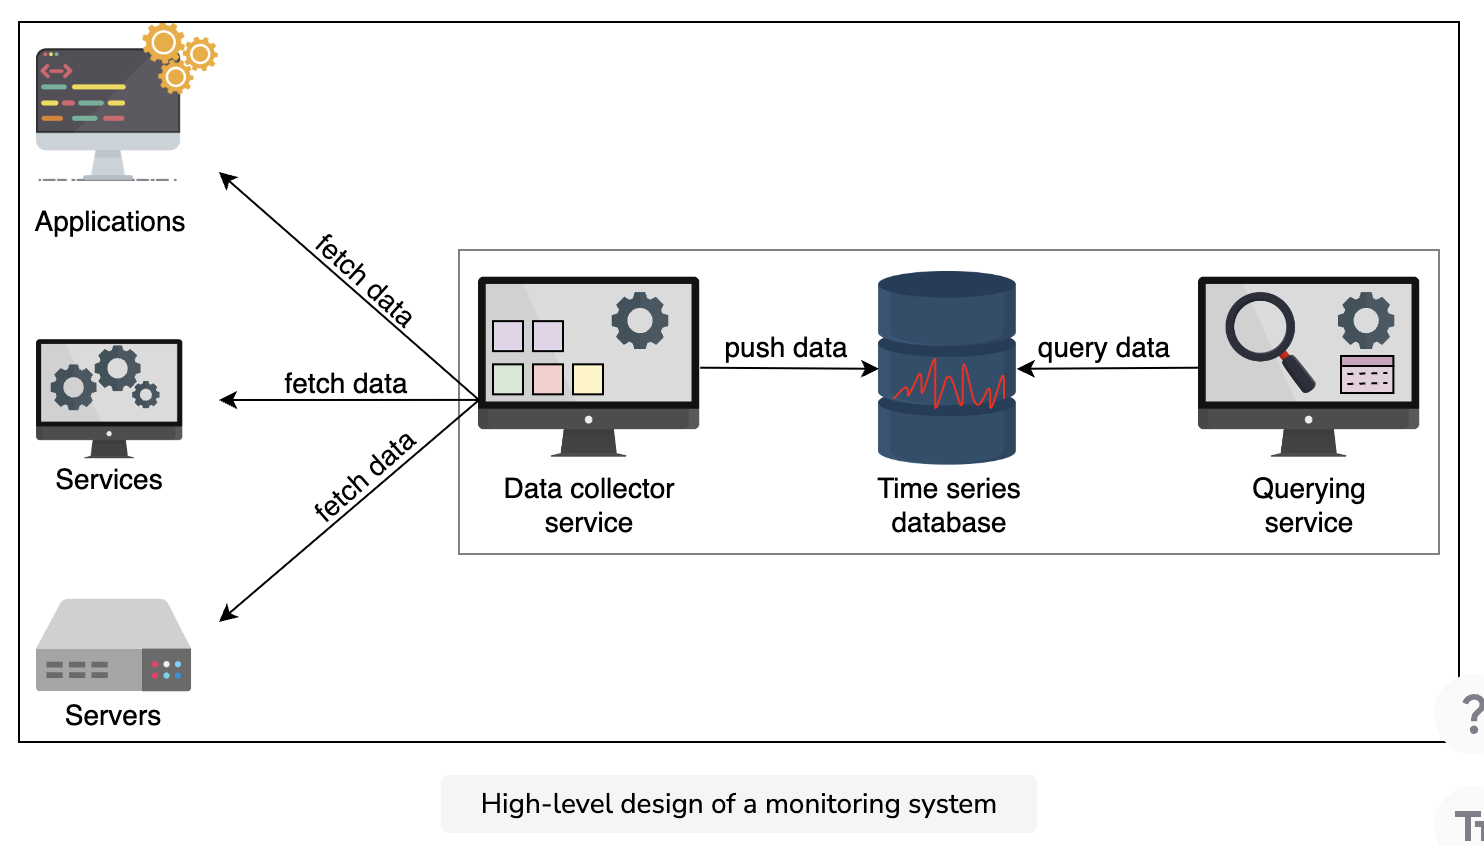 Applications
fetch data
fetch data
fetch data
Services
Servers
push data
query data
Data collector
service
Time series
database
Querying
service
High-level design of a monitoring system
?